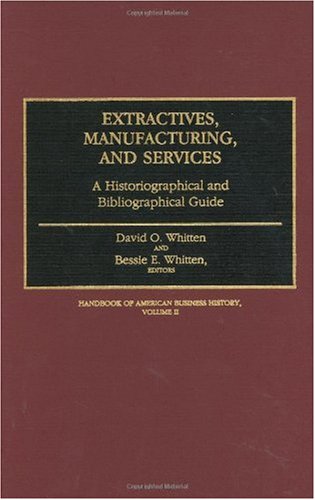 EXTRACTIVES,
MANUFACTURING,
AND SERVICES
A Historiographical and
Bibliographical Guide
David O. Whitten
AND
Bessie E. Whitten,
EDITORS
HANDBOOK OF AMERICAN BUSINESS HISTORY,
VOLUME II